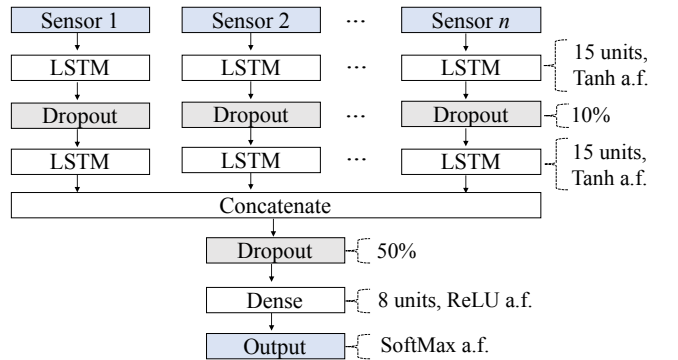 Sensor 1 Sensor 2 ... Sensor n
LSTM LSTM ... LSTM 15 units,
Tanh a.f.
Dropout Dropout ... Dropout 10%
LSTM LSTM ... LSTM 15 units,
Tanh a.f.
Concatenate
Dropout 50%
Dense 8 units, ReLU a.f.
Output SoftMax a.f.